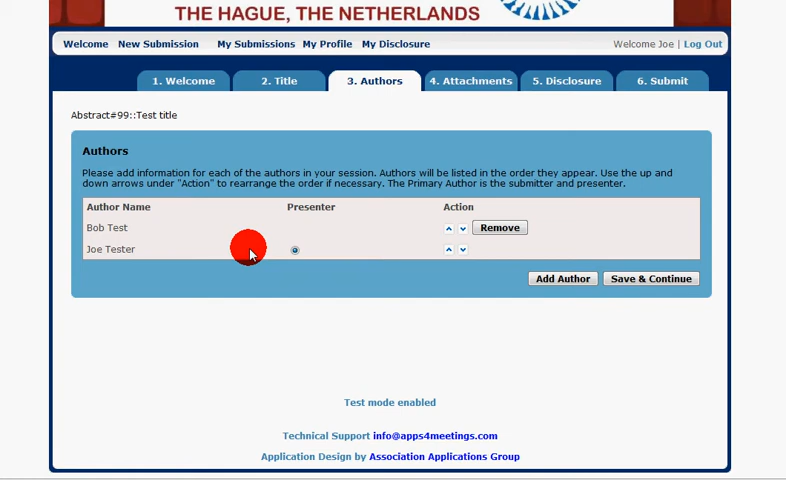 THE HAGUE, THE NETHERLANDS
Welcome New Submission My Submissions My Profile My Disclosure Welcome Joe | Log Out
1. Welcome 2. Title 3. Authors 4. Attachments 5. Disclosure 6. Submit
Abstract#99::Test title
Authors
Please add information for each of the authors in your session. Authors will be listed in the order they appear. Use the up and
down arrows under "Action" to rearrange the order if necessary. The Primary Author is the submitter and presenter.
Author Name Presenter Action
Bob Test Remove
Joe Tester
Add Author Save & Continue
Test mode enabled
Technical Support info@apps4meetings.com
Application Design by Association Applications Group